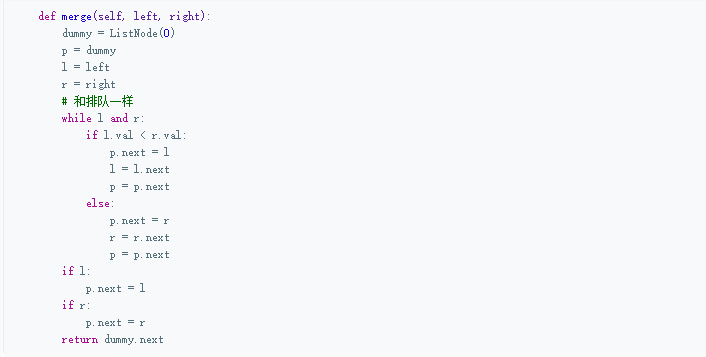 def merge(self, left, right):
    dummy = ListNode(0)
    p = dummy
    l = left
    r = right
    # 和排队一样
    while l and r:
        if l.val < r.val:
            p.next = l
            l = l.next
            p = p.next
        else:
            p.next = r
            r = r.next
            p = p.next
    if l:
        p.next = l
    if r:
        p.next = r
    return dummy.next